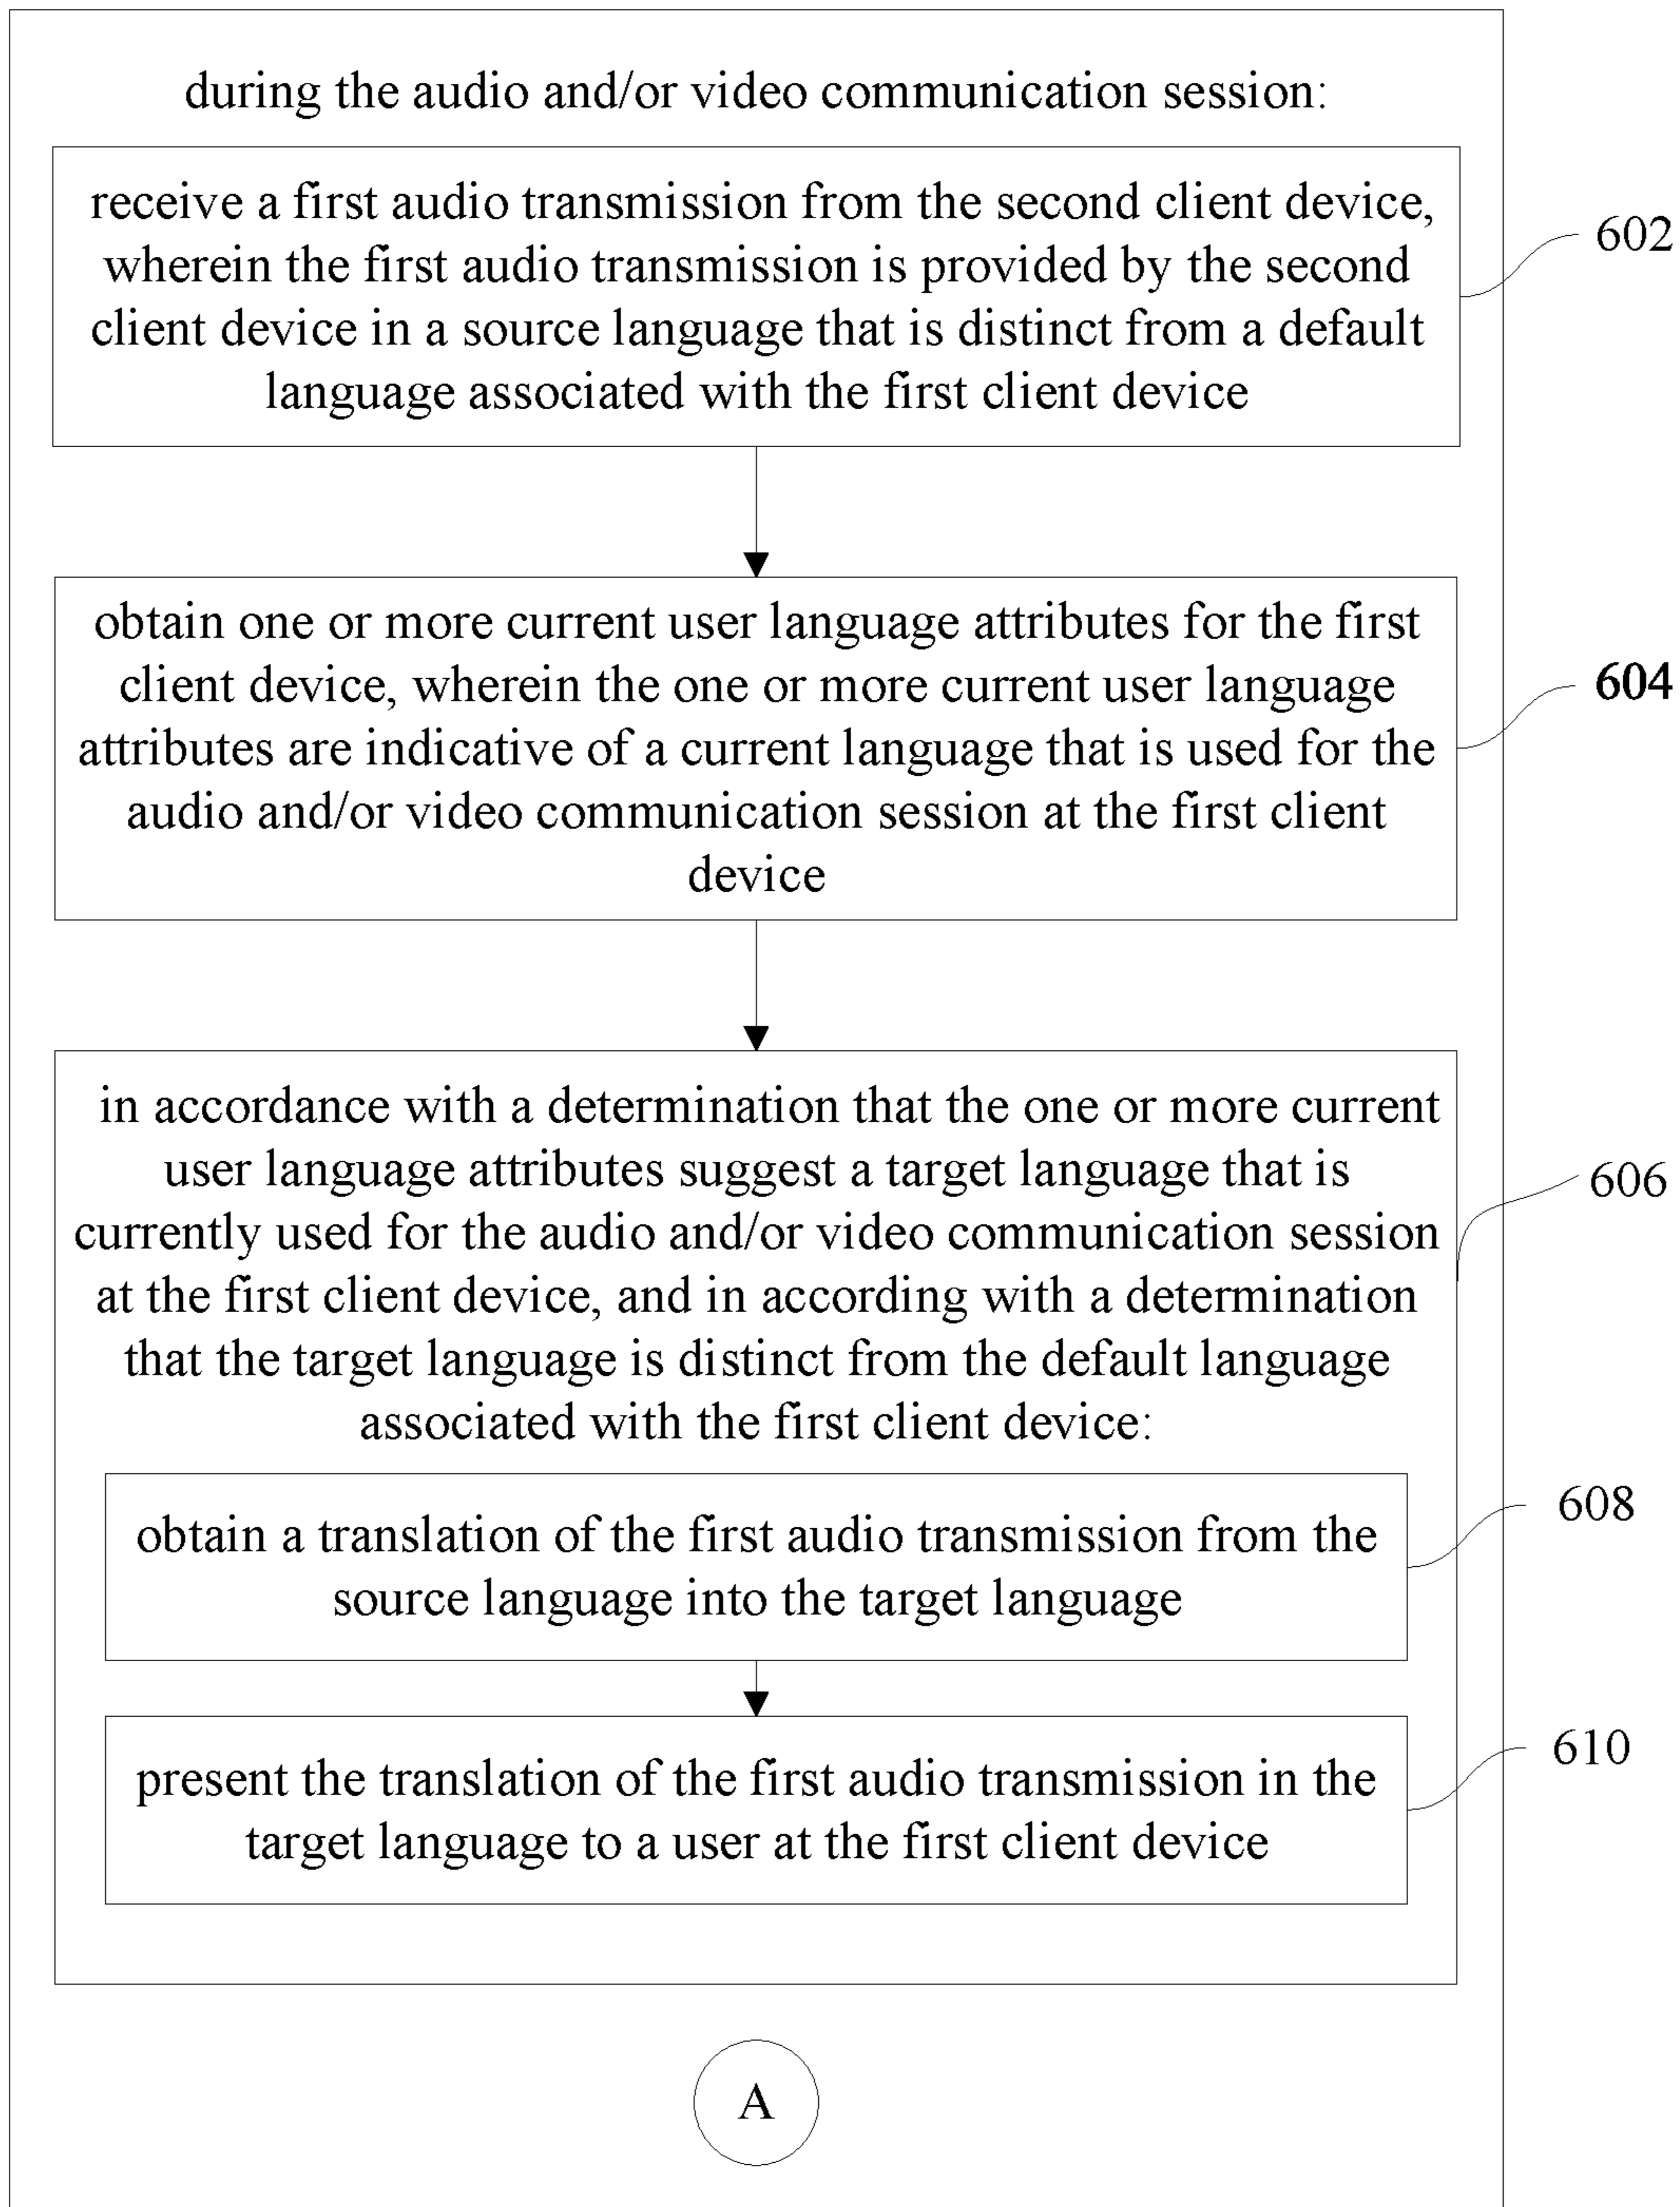 during the audio and/or video communication session:
receive a first audio transmission from the second client device,
wherein the first audio transmission is provided by the second
client device in a source language that is distinct from a default
language associated with the first client device
602
obtain one or more current user language attributes for the first
client device, wherein the one or more current user language
attributes are indicative of a current language that is used for the
audio and/or video communication session at the first client
device
604
in accordance with a determination that the one or more current
user language attributes suggest a target language that is
currently used for the audio and/or video communication session
at the first client device, and in according with a determination
that the target language is distinct from the default language
associated with the first client device:
606
obtain a translation of the first audio transmission from the
source language into the target language
608
present the translation of the first audio transmission in the
target language to a user at the first client device
610
A